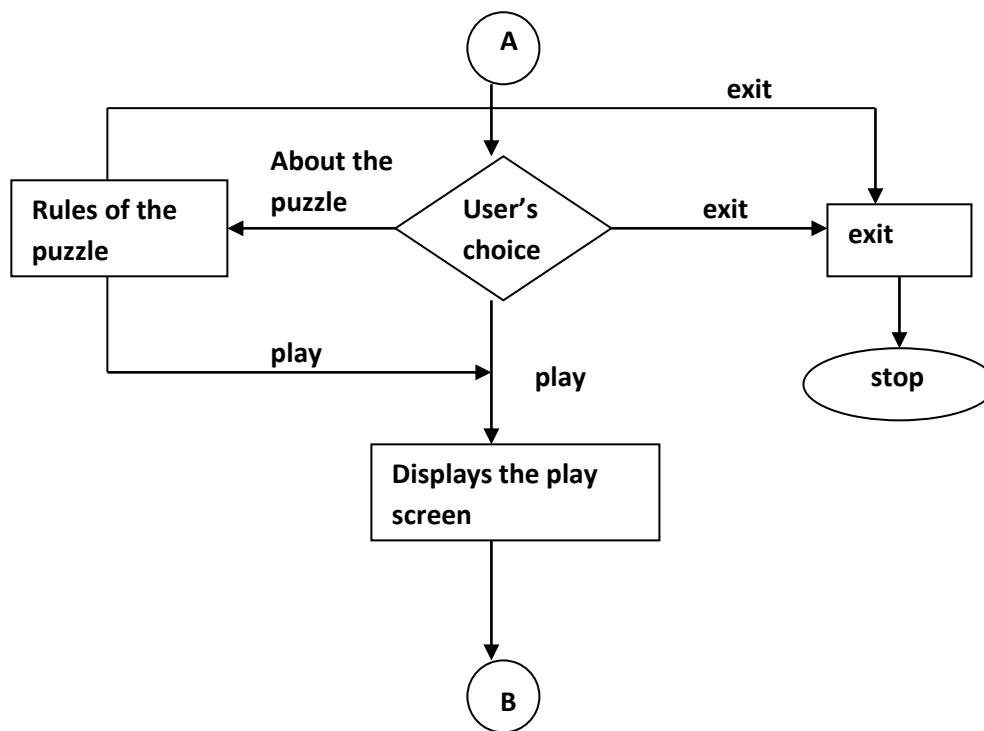 A
exit
About the
puzzle
Rules of the
puzzle
User’s
choice
exit
exit
play
play
stop
Displays the play
screen
B